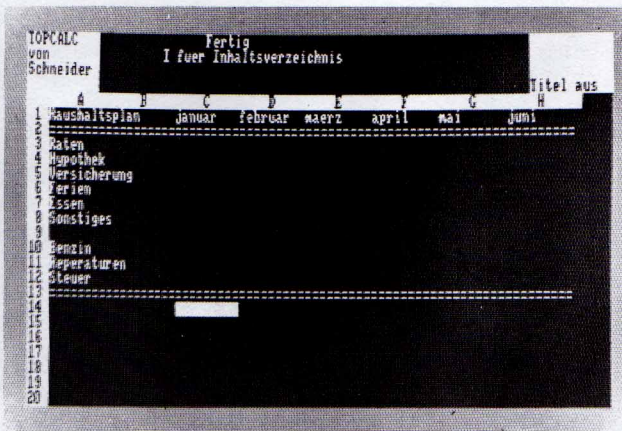 TOPCALC
von
Schneider
Fertig
I fuer Inhaltsverzeichnis
Titel aus
A B C D E F G H
1 Haushaltsplan januar februar maerz april mai juni
2 ==============================
3 Raten
4 Hypothek
5 Versicherung
6 Ferien
7 Essen
8 Sonstiges
9
10 Benzin
11 Reperaturen
12 Steuer
13 ==============================
14
15
16
17
18
19
20